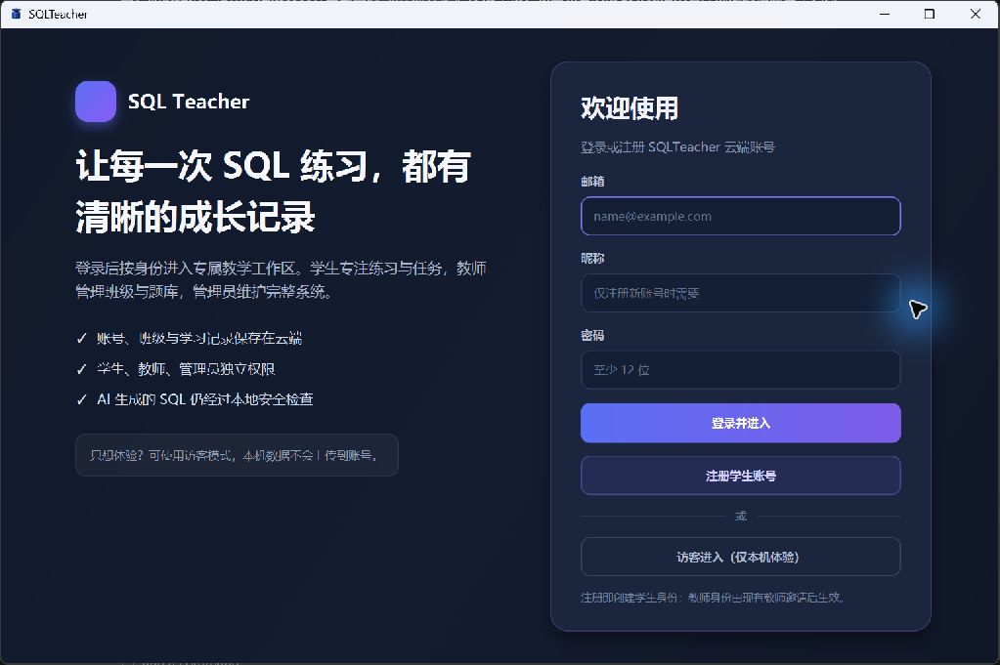 SQLTeacher
SQL Teacher
让每一次 SQL 练习，都有
清晰的成长记录
登录后按身份进入专属教学工作区。学生专注练习与任务，教师
管理班级与题库，管理员维护完整系统。
✓ 账号、班级与学习记录保存在云端
✓ 学生、教师、管理员独立权限
✓ AI 生成的 SQL 仍经过本地安全检查
只想体验？可使用访客模式，本机数据不会上传到账号。
欢迎使用
登录或注册 SQLTeacher 云端账号
邮箱
name@example.com
昵称
仅注册新账号时需要
密码
至少 12 位
登录并进入
注册学生账号
或
访客进入（仅本机体验）
注册即创建学生身份；教师身份由现有教师邀请后生效。